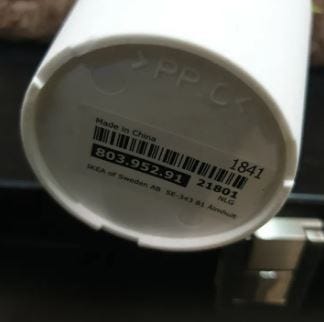 >PP C<
Made in China
1841
803.952.91 21801
NLG
IKEA of Sweden AB SE-343 81 Älmhult